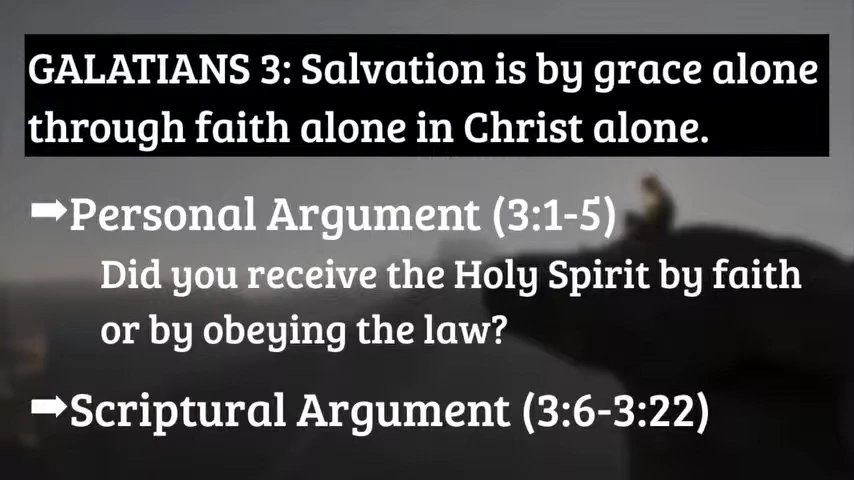 GALATIANS 3: Salvation is by grace alone
through faith alone in Christ alone.
➡Personal Argument (3:1-5)
Did you receive the Holy Spirit by faith
or by obeying the law?
➡Scriptural Argument (3:6-3:22)